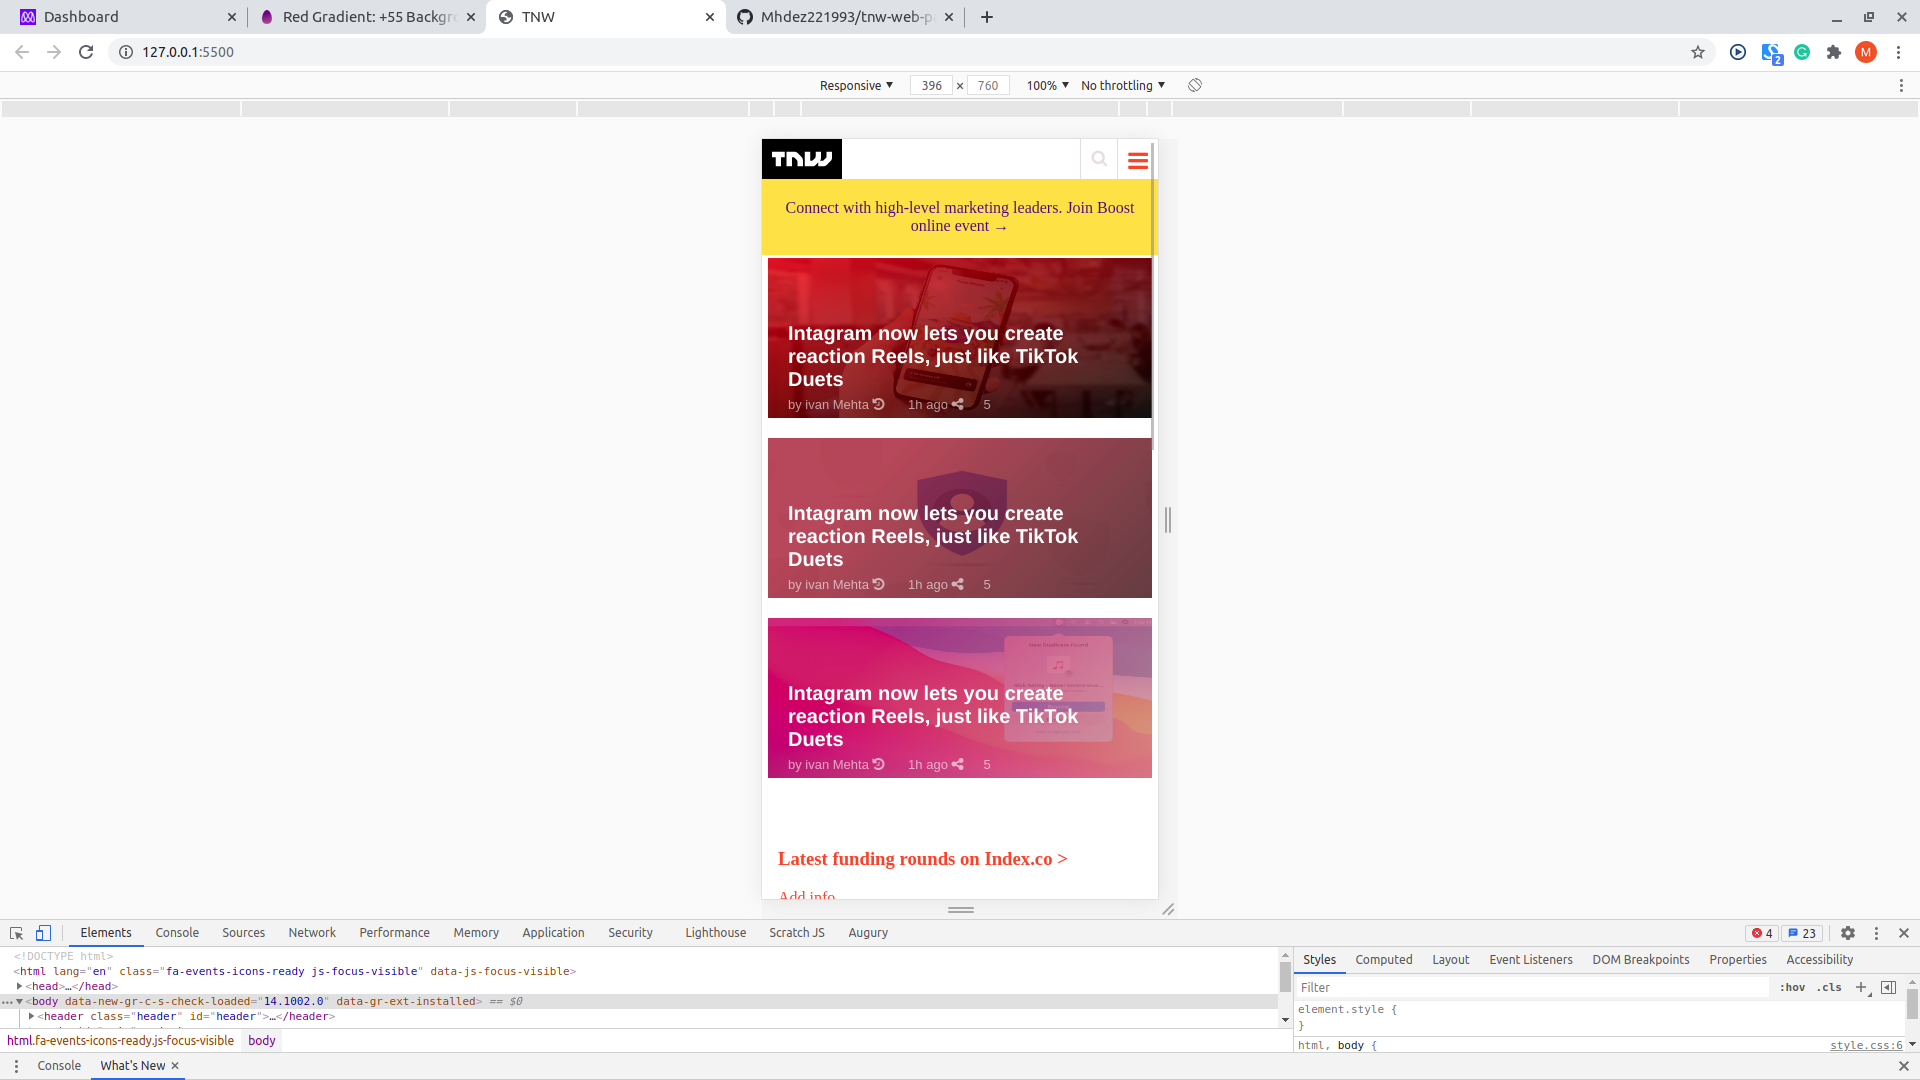 Dashboard
Red Gradient: +55 Backgr
TNW
Mhdez221993/tnw-web-p
127.0.0.1:5500
2
M
Responsive
396 × 760
100%
No throttling
TNW
Connect with high-level marketing leaders. Join Boost
online event →
Intagram now lets you create
reaction Reels, just like TikTok
Duets
by ivan Mehta 1h ago 5
Intagram now lets you create
reaction Reels, just like TikTok
Duets
by ivan Mehta 1h ago 5
Intagram now lets you create
reaction Reels, just like TikTok
Duets
by ivan Mehta 1h ago 5
Latest funding rounds on Index.co >
Add info
Elements Console Sources Network Performance Memory Application Security Lighthouse Scratch JS Augury
4 23
<!DOCTYPE html>
<html lang="en" class="fa-events-icons-ready js-focus-visible" data-js-focus-visible>
<head>…</head>
<body data-new-gr-c-s-check-loaded="14.1002.0" data-gr-ext-installed> == $0
<header class="header" id="header">…</header>
html.fa-events-icons-ready.js-focus-visible body
Styles Computed Layout Event Listeners DOM Breakpoints Properties Accessibility
Filter
:hov .cls +
element.style {
}
html, body {
style.css:6
Console What's New